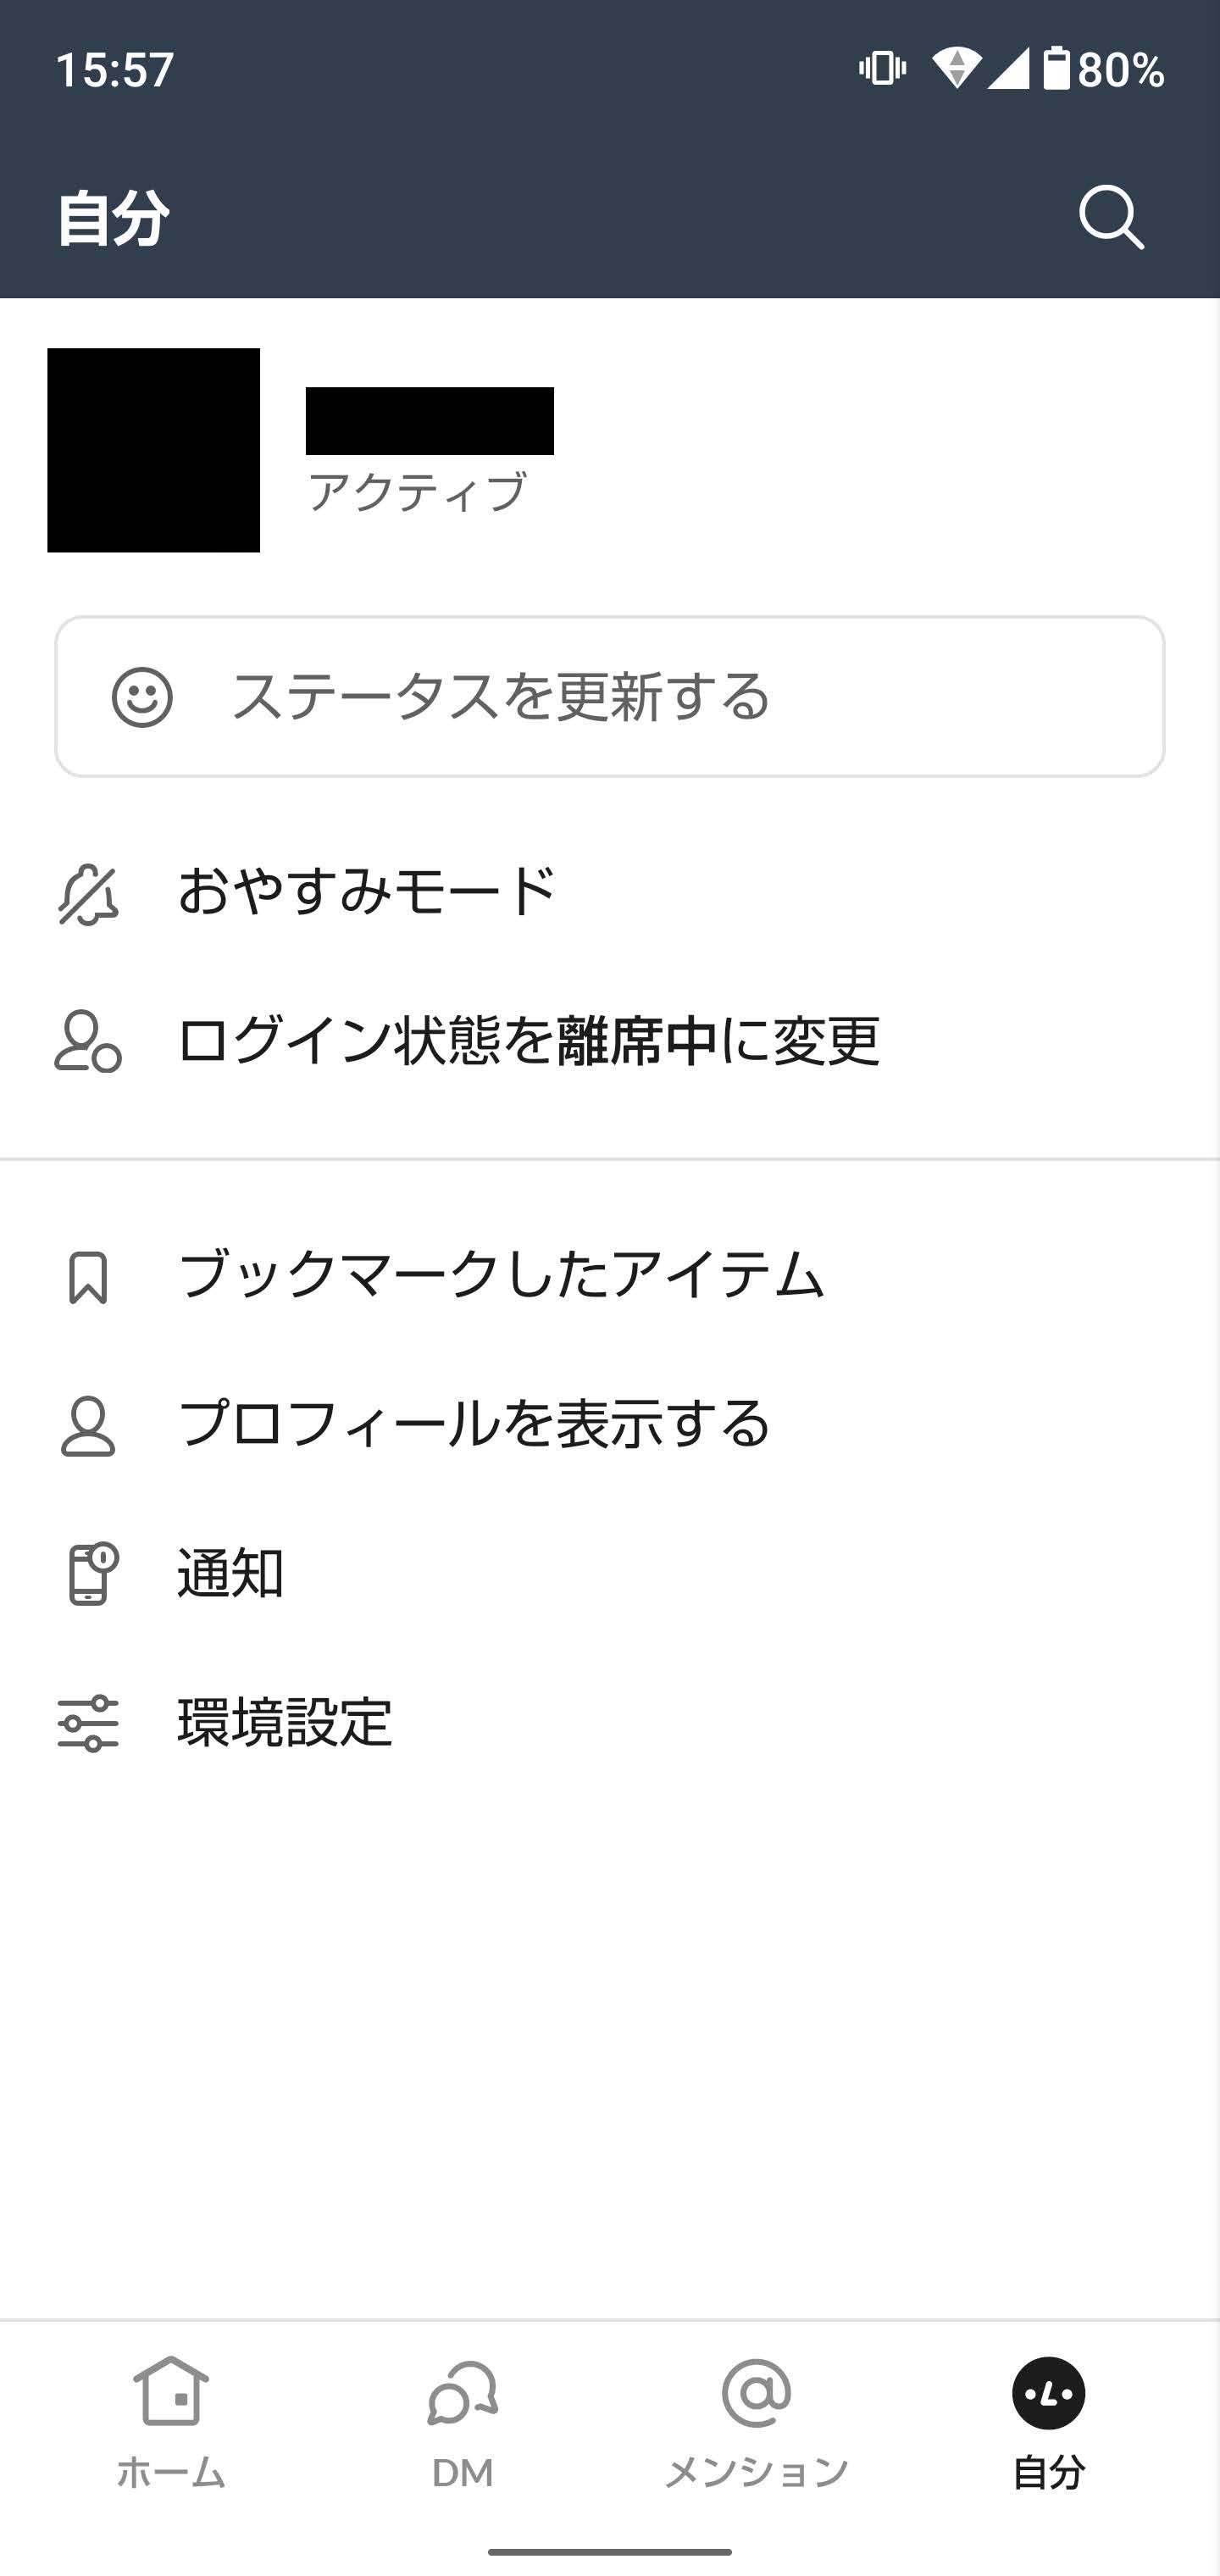 15:57
80%
自分
アクティブ
ステータスを更新する
おやすみモード
ログイン状態を離席中に変更
ブックマークしたアイテム
プロフィールを表示する
通知
環境設定
ホーム
DM
メンション
自分